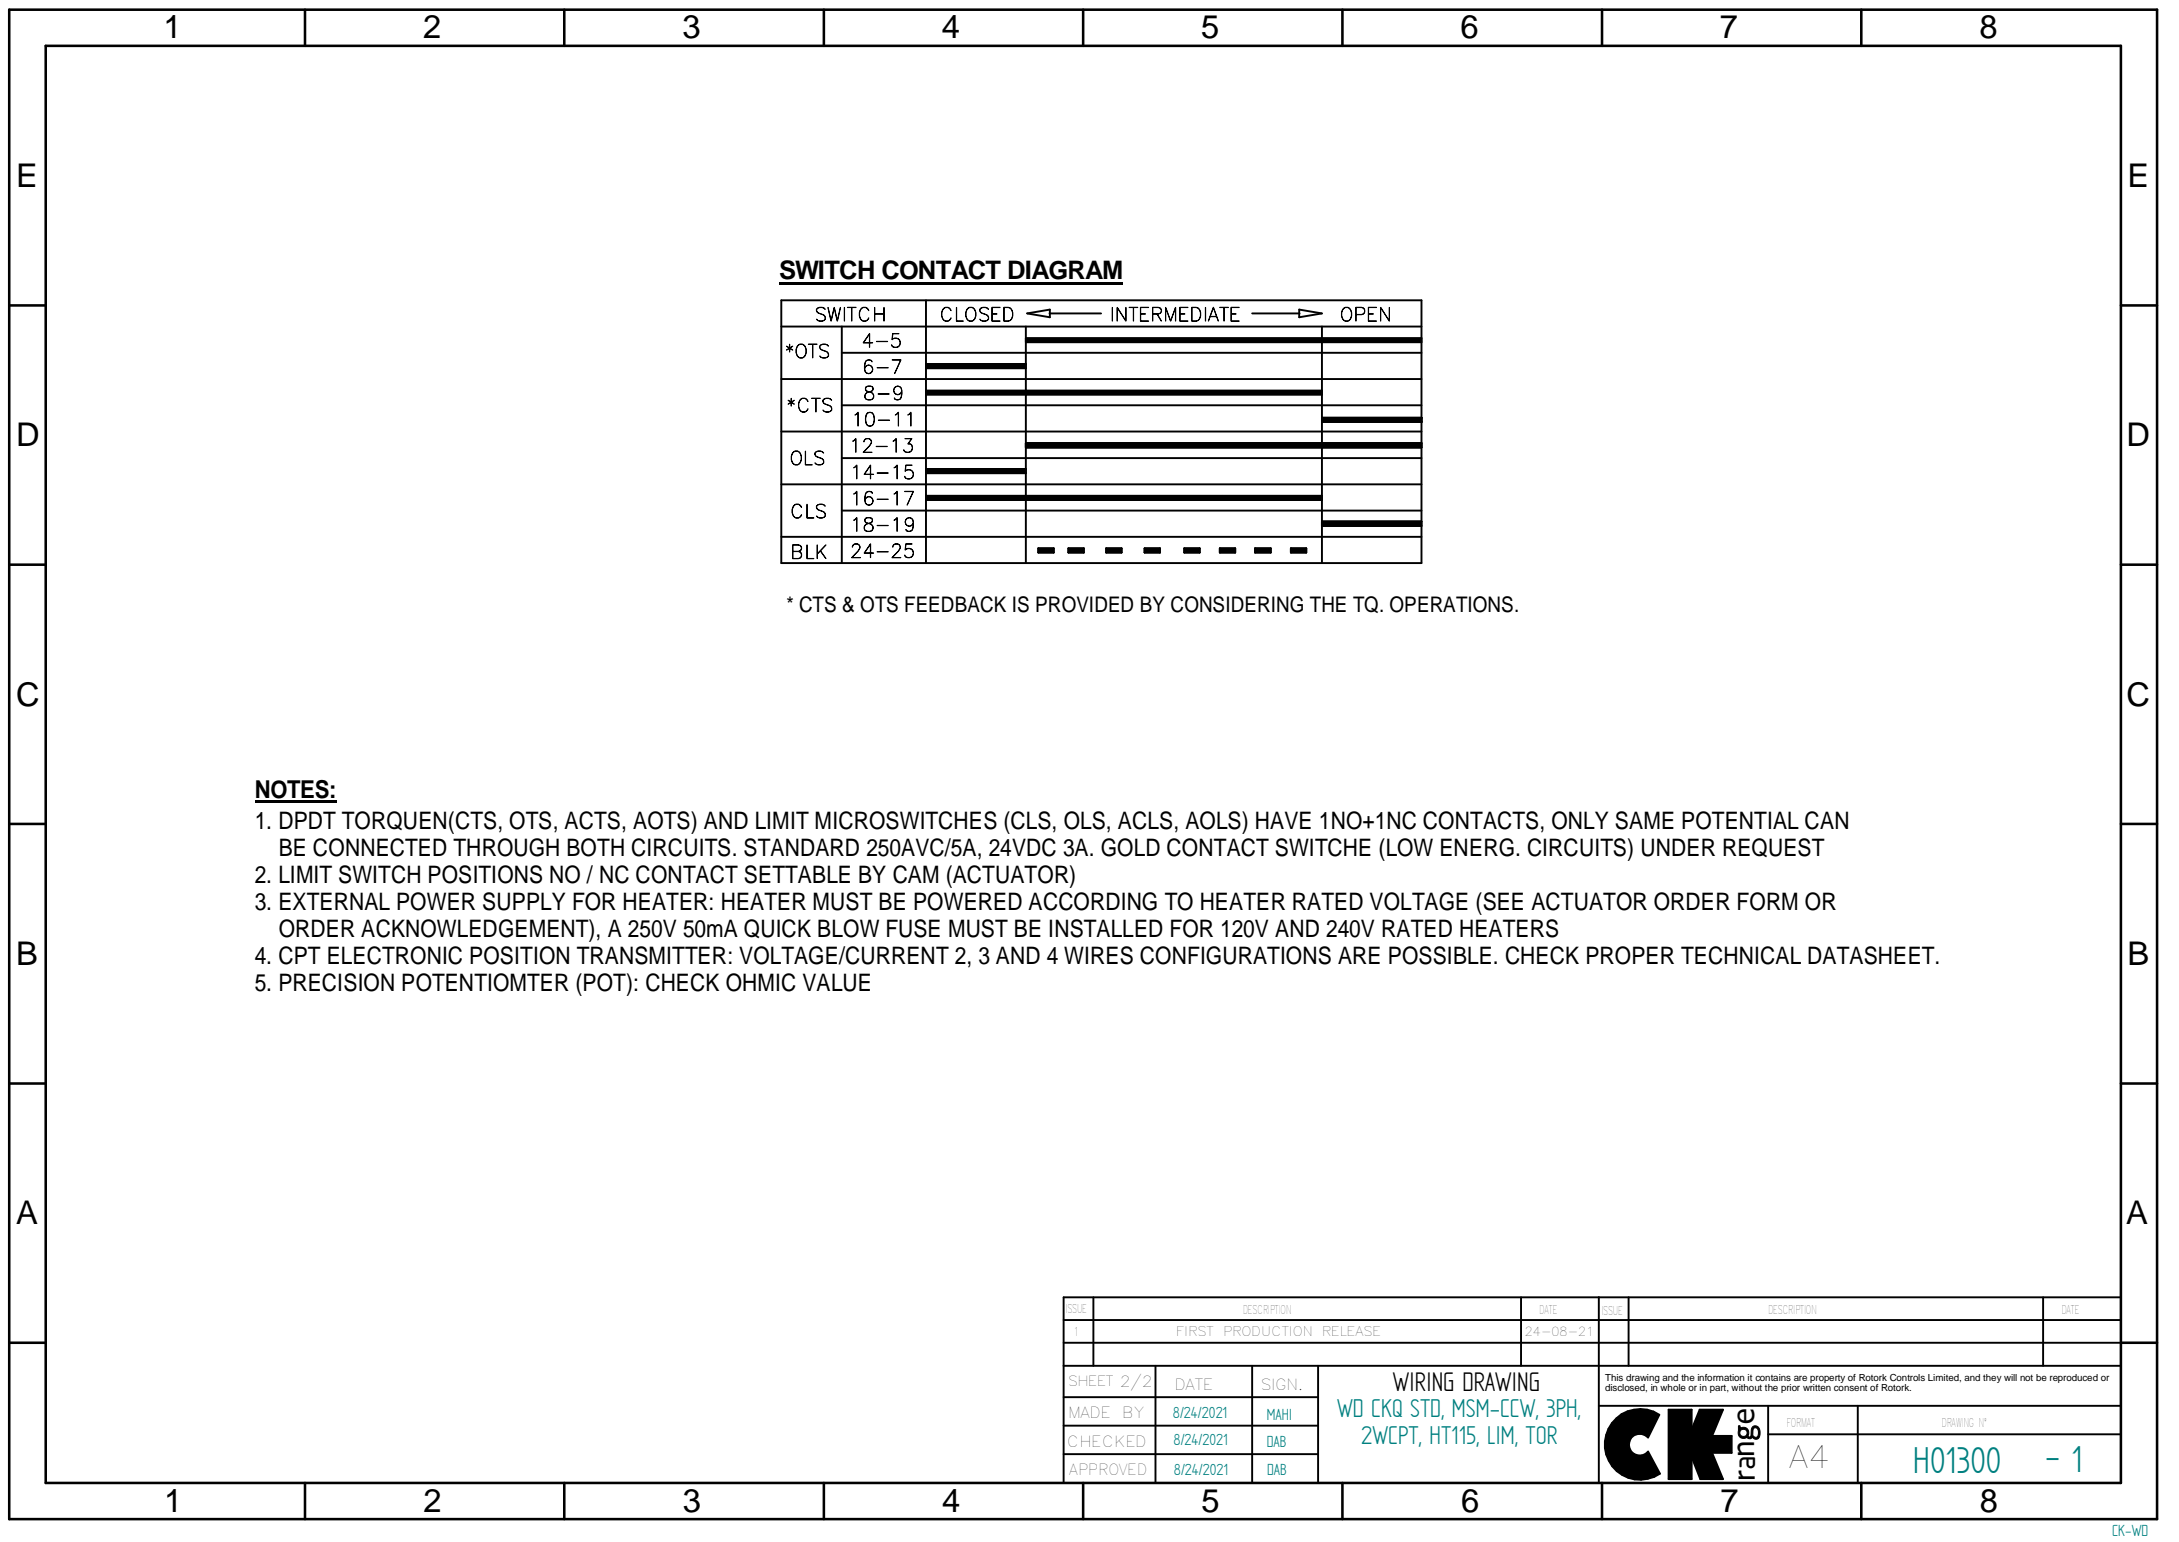 1 2 3 4 5 6 7 8
E E
SWITCH CONTACT DIAGRAM
SWITCH CLOSED INTERMEDIATE OPEN
*OTS 4-5
6-7
*CTS 8-9
10-11
OLS 12-13
14-15
CLS 16-17
18-19
BLK 24-25
D D
* CTS & OTS FEEDBACK IS PROVIDED BY CONSIDERING THE TQ. OPERATIONS.
C C
NOTES:
1. DPDT TORQUEN(CTS, OTS, ACTS, AOTS) AND LIMIT MICROSWITCHES (CLS, OLS, ACLS, AOLS) HAVE 1NO+1NC CONTACTS, ONLY SAME POTENTIAL CAN
BE CONNECTED THROUGH BOTH CIRCUITS. STANDARD 250AVC/5A, 24VDC 3A. GOLD CONTACT SWITCHE (LOW ENERG. CIRCUITS) UNDER REQUEST
2. LIMIT SWITCH POSITIONS NO / NC CONTACT SETTABLE BY CAM (ACTUATOR)
3. EXTERNAL POWER SUPPLY FOR HEATER: HEATER MUST BE POWERED ACCORDING TO HEATER RATED VOLTAGE (SEE ACTUATOR ORDER FORM OR
ORDER ACKNOWLEDGEMENT), A 250V 50mA QUICK BLOW FUSE MUST BE INSTALLED FOR 120V AND 240V RATED HEATERS
4. CPT ELECTRONIC POSITION TRANSMITTER: VOLTAGE/CURRENT 2, 3 AND 4 WIRES CONFIGURATIONS ARE POSSIBLE. CHECK PROPER TECHNICAL DATASHEET.
5. PRECISION POTENTIOMTER (POT): CHECK OHMIC VALUE
B B
A A
ISSUE DESCRIPTION DATE ISSUE DESCRIPTION DATE
1 FIRST PRODUCTION RELEASE 24-08-21
SHEET 2/2 DATE SIGN.
MADE BY 8/24/2021 MAHI
CHECKED 8/24/2021 DAB
APPROVED 8/24/2021 DAB
WIRING DRAWING
WD CKQ STD, MSM-CCW, 3PH,
2WCPT, HT115, LIM, TOR
This drawing and the information it contains are property of Rotork Controls Limited, and they will not be reproduced or
disclosed, in whole or in part, without the prior written consent of Rotork.
CK range
FORMAT
A4
DRAWING Nº
H01300 - 1
1 2 3 4 5 6 7 8
CK-WD